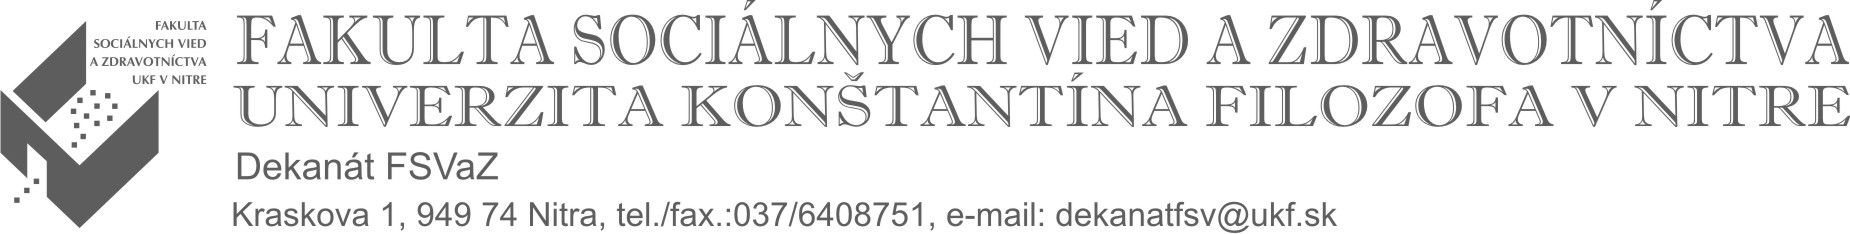 FAKULTA
SOCIÁLNYCH VIED
A ZDRAVOTNÍCTVA
UKF V NITRE
FAKULTA SOCIÁLNYCH VIED A ZDRAVOTNÍCTVA
UNIVERZITA KONŠTANTÍNA FILOZOFA V NITRE
Dekanát FSVaZ
Kraskova 1, 949 74 Nitra, tel./fax.:037/6408751, e-mail: dekanatfsv@ukf.sk